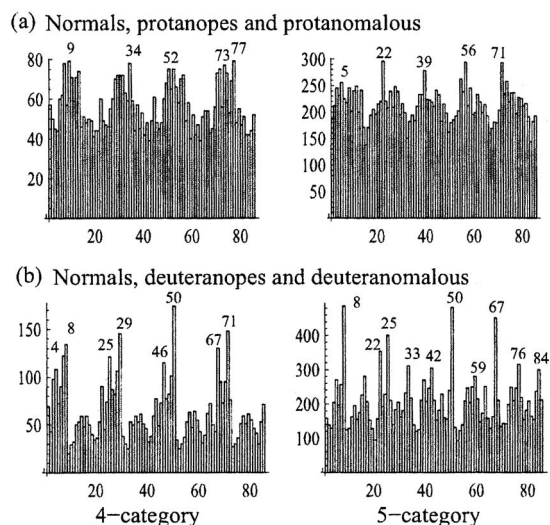 (a) Normals, protanopes and protanomalous
9 34 52 73 77
80
60
40
20
20 40 60 80
5 22 39 56 71
300
250
200
150
100
50
20 40 60 80
(b) Normals, deuteranopes and deuteranomalous
4 8 25 29 46 50 67 71
150
100
50
20 40 60 80
4−category
8 22 25 33 42 50 59 67 76 84
400
300
200
100
20 40 60 80
5−category